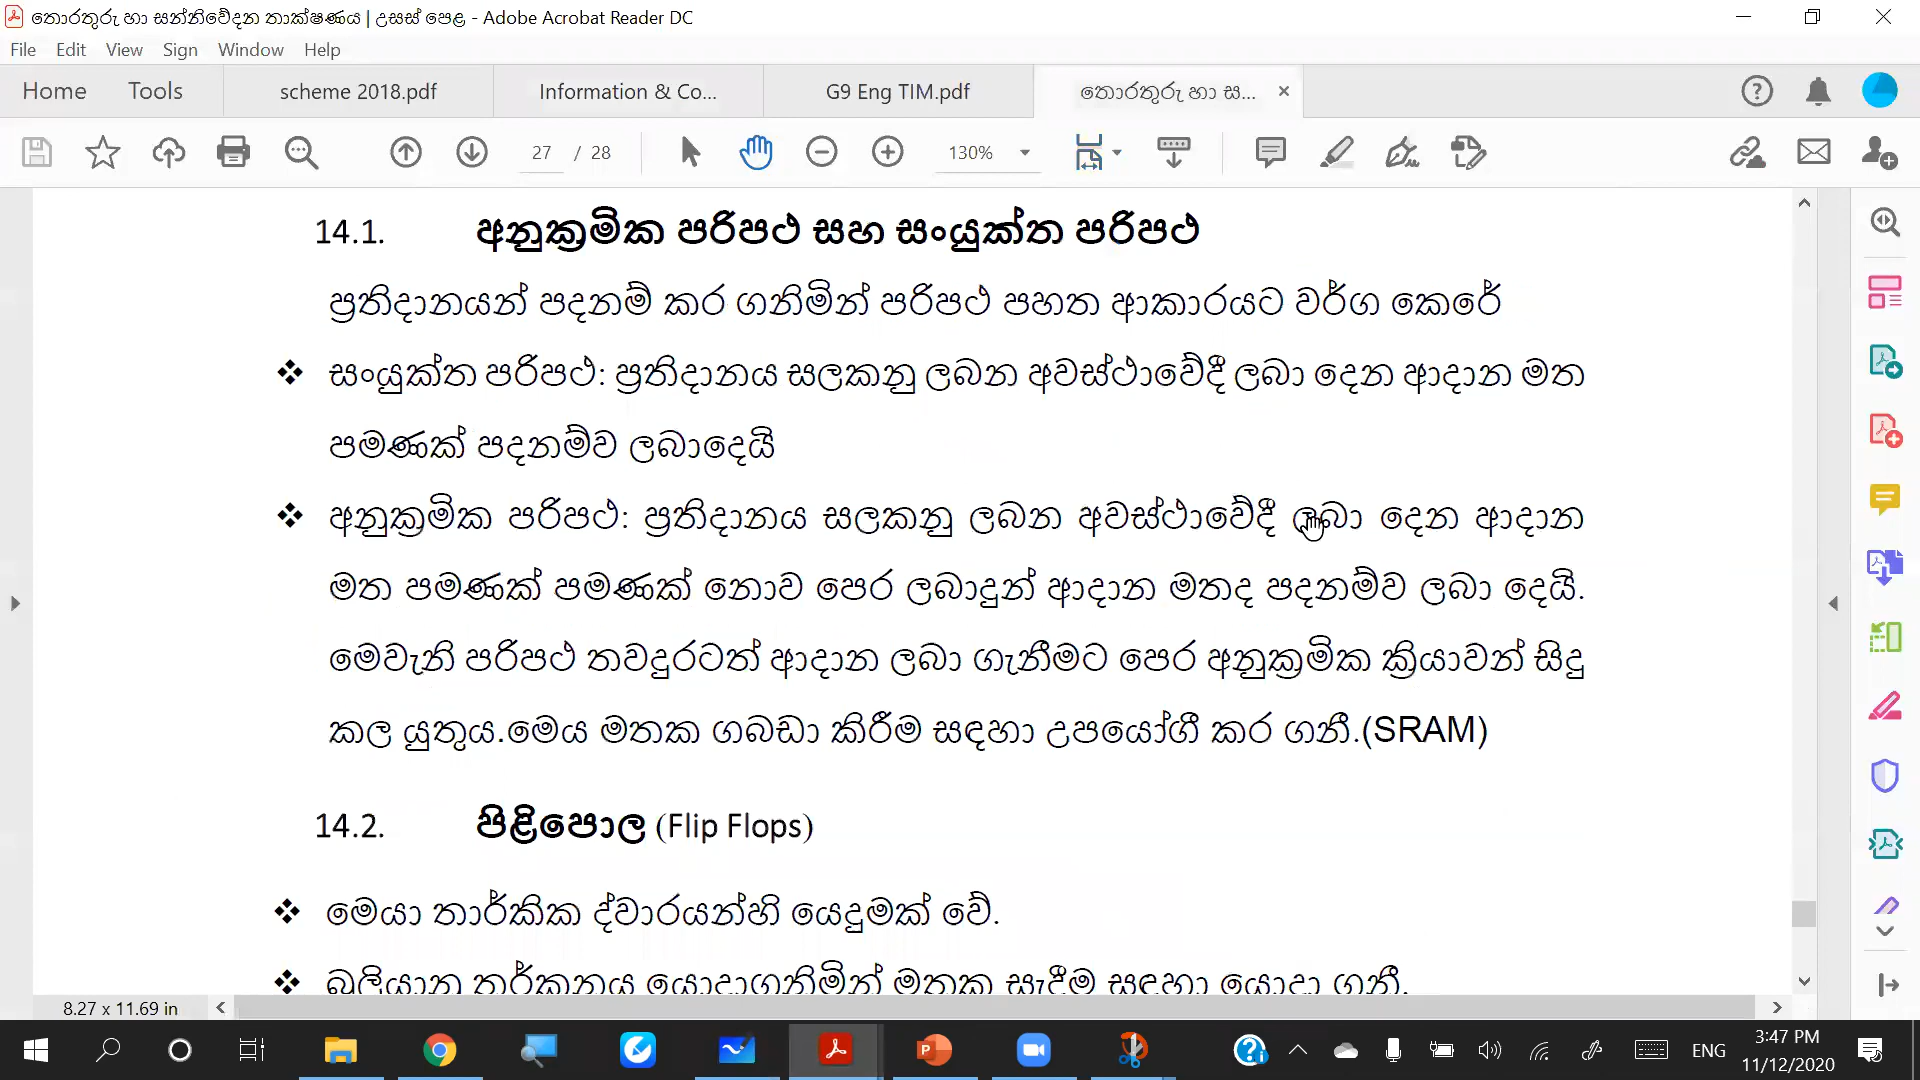 තොරතුරු හා සන්නිවේදන තාක්ෂණය | උසස් පෙළ - Adobe Acrobat Reader DC
File Edit View Sign Window Help
Home Tools scheme 2018.pdf Information & Co... G9 Eng TIM.pdf තොරතුරු හා ස...
27 / 28 130%
14.1. අනුක්‍රමික පරිපථ සහ සංයුක්ත පරිපථ
ප්‍රතිදානයන් පදනම් කර ගනිමින් පරිපථ පහත ආකාරයට වර්ග කෙරේ
❖ සංයුක්ත පරිපථ: ප්‍රතිදානය සලකනු ලබන අවස්ථාවේදී ලබා දෙන ආදාන මත
පමණක් පදනම්ව ලබාදෙයි
❖ අනුක්‍රමික පරිපථ: ප්‍රතිදානය සලකනු ලබන අවස්ථාවේදී ලබා දෙන ආදාන
මත පමණක් පමණක් නොව පෙර ලබාදුන් ආදාන මතද පදනම්ව ලබා දෙයි.
මෙවැනි පරිපථ තවදුරටත් ආදාන ලබා ගැනීමට පෙර අනුක්‍රමික ක්‍රියාවන් සිදු
කල යුතුය.මෙය මතක ගබඩා කිරීම සඳහා උපයෝගී කර ගනී.(SRAM)
14.2. පිළිපොල (Flip Flops)
❖ මෙයා තාර්කික ද්වාරයන්හි යෙදුමක් වේ.
❖ බූලියානු තර්කනය යොදාගනිමින් මතක සැදීම සඳහා යොදා ගනී.
8.27 x 11.69 in
ENG 3:47 PM
11/12/2020